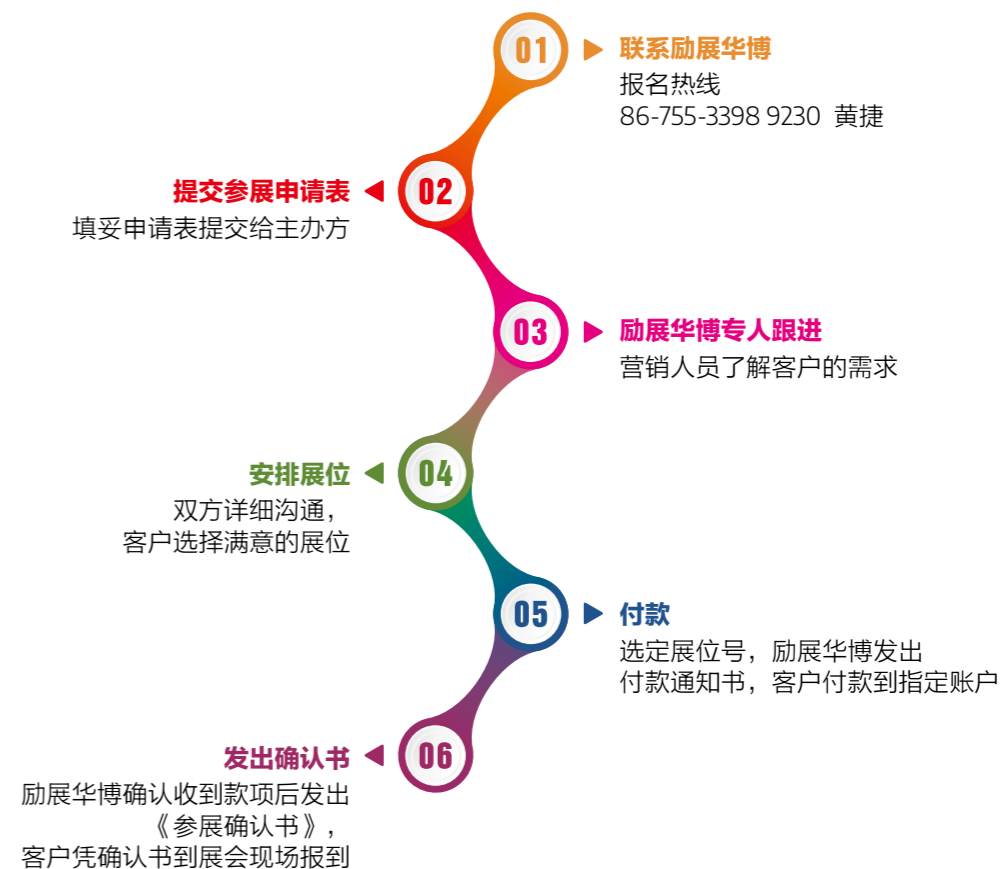 01
联系励展华博
报名热线
86-755-3398 9230 黄捷
02
提交参展申请表
填妥申请表提交给主办方
03
励展华博专人跟进
营销人员了解客户的需求
04
安排展位
双方详细沟通，
客户选择满意的展位
05
付款
选定展位号，励展华博发出
付款通知书，客户付款到指定账户
06
发出确认书
励展华博确认收到款项后发出
《参展确认书》，
客户凭确认书到展会现场报到